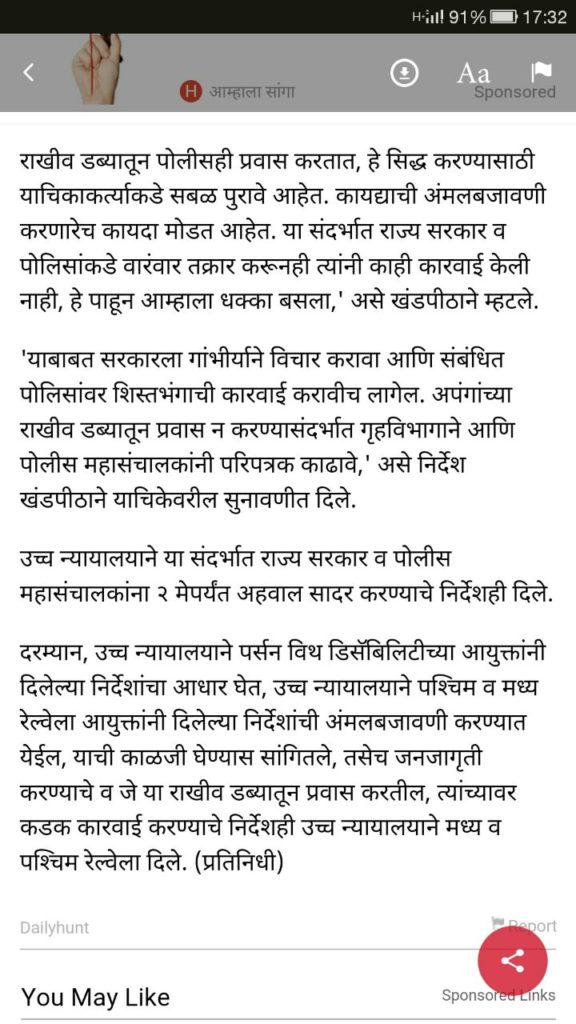 H+ 91% 17:32
H आम्हाला सांगा
Aa
Sponsored
राखीव डब्यातून पोलीसही प्रवास करतात, हे सिद्ध करण्यासाठी
याचिकाकर्त्याकडे सबळ पुरावे आहेत. कायद्याची अंमलबजावणी
करणारेच कायदा मोडत आहेत. या संदर्भात राज्य सरकार व
पोलिसांकडे वारंवार तक्रार करूनही त्यांनी काही कारवाई केली
नाही, हे पाहून आम्हाला धक्का बसला,' असे खंडपीठाने म्हटले.
'याबाबत सरकारला गांभीर्याने विचार करावा आणि संबंधित
पोलिसांवर शिस्तभंगाची कारवाई करावीच लागेल. अपंगांच्या
राखीव डब्यातून प्रवास न करण्यासंदर्भात गृहविभागाने आणि
पोलीस महासंचालकांनी परिपत्रक काढावे,' असे निर्देश
खंडपीठाने याचिकेवरील सुनावणीत दिले.
उच्च न्यायालयाने या संदर्भात राज्य सरकार व पोलीस
महासंचालकांना २ मेपर्यंत अहवाल सादर करण्याचे निर्देशही दिले.
दरम्यान, उच्च न्यायालयाने पर्सन विथ डिसॅबिलिटीच्या आयुक्तांनी
दिलेल्या निर्देशांचा आधार घेत, उच्च न्यायालयाने पश्चिम व मध्य
रेल्वेला आयुक्तांनी दिलेल्या निर्देशांची अंमलबजावणी करण्यात
येईल, याची काळजी घेण्यास सांगितले, तसेच जनजागृती
करण्याचे व जे या राखीव डब्यातून प्रवास करतील, त्यांच्यावर
कडक कारवाई करण्याचे निर्देशही उच्च न्यायालयाने मध्य व
पश्चिम रेल्वेला दिले. (प्रतिनिधी)
Dailyhunt
Report
You May Like
Sponsored Links